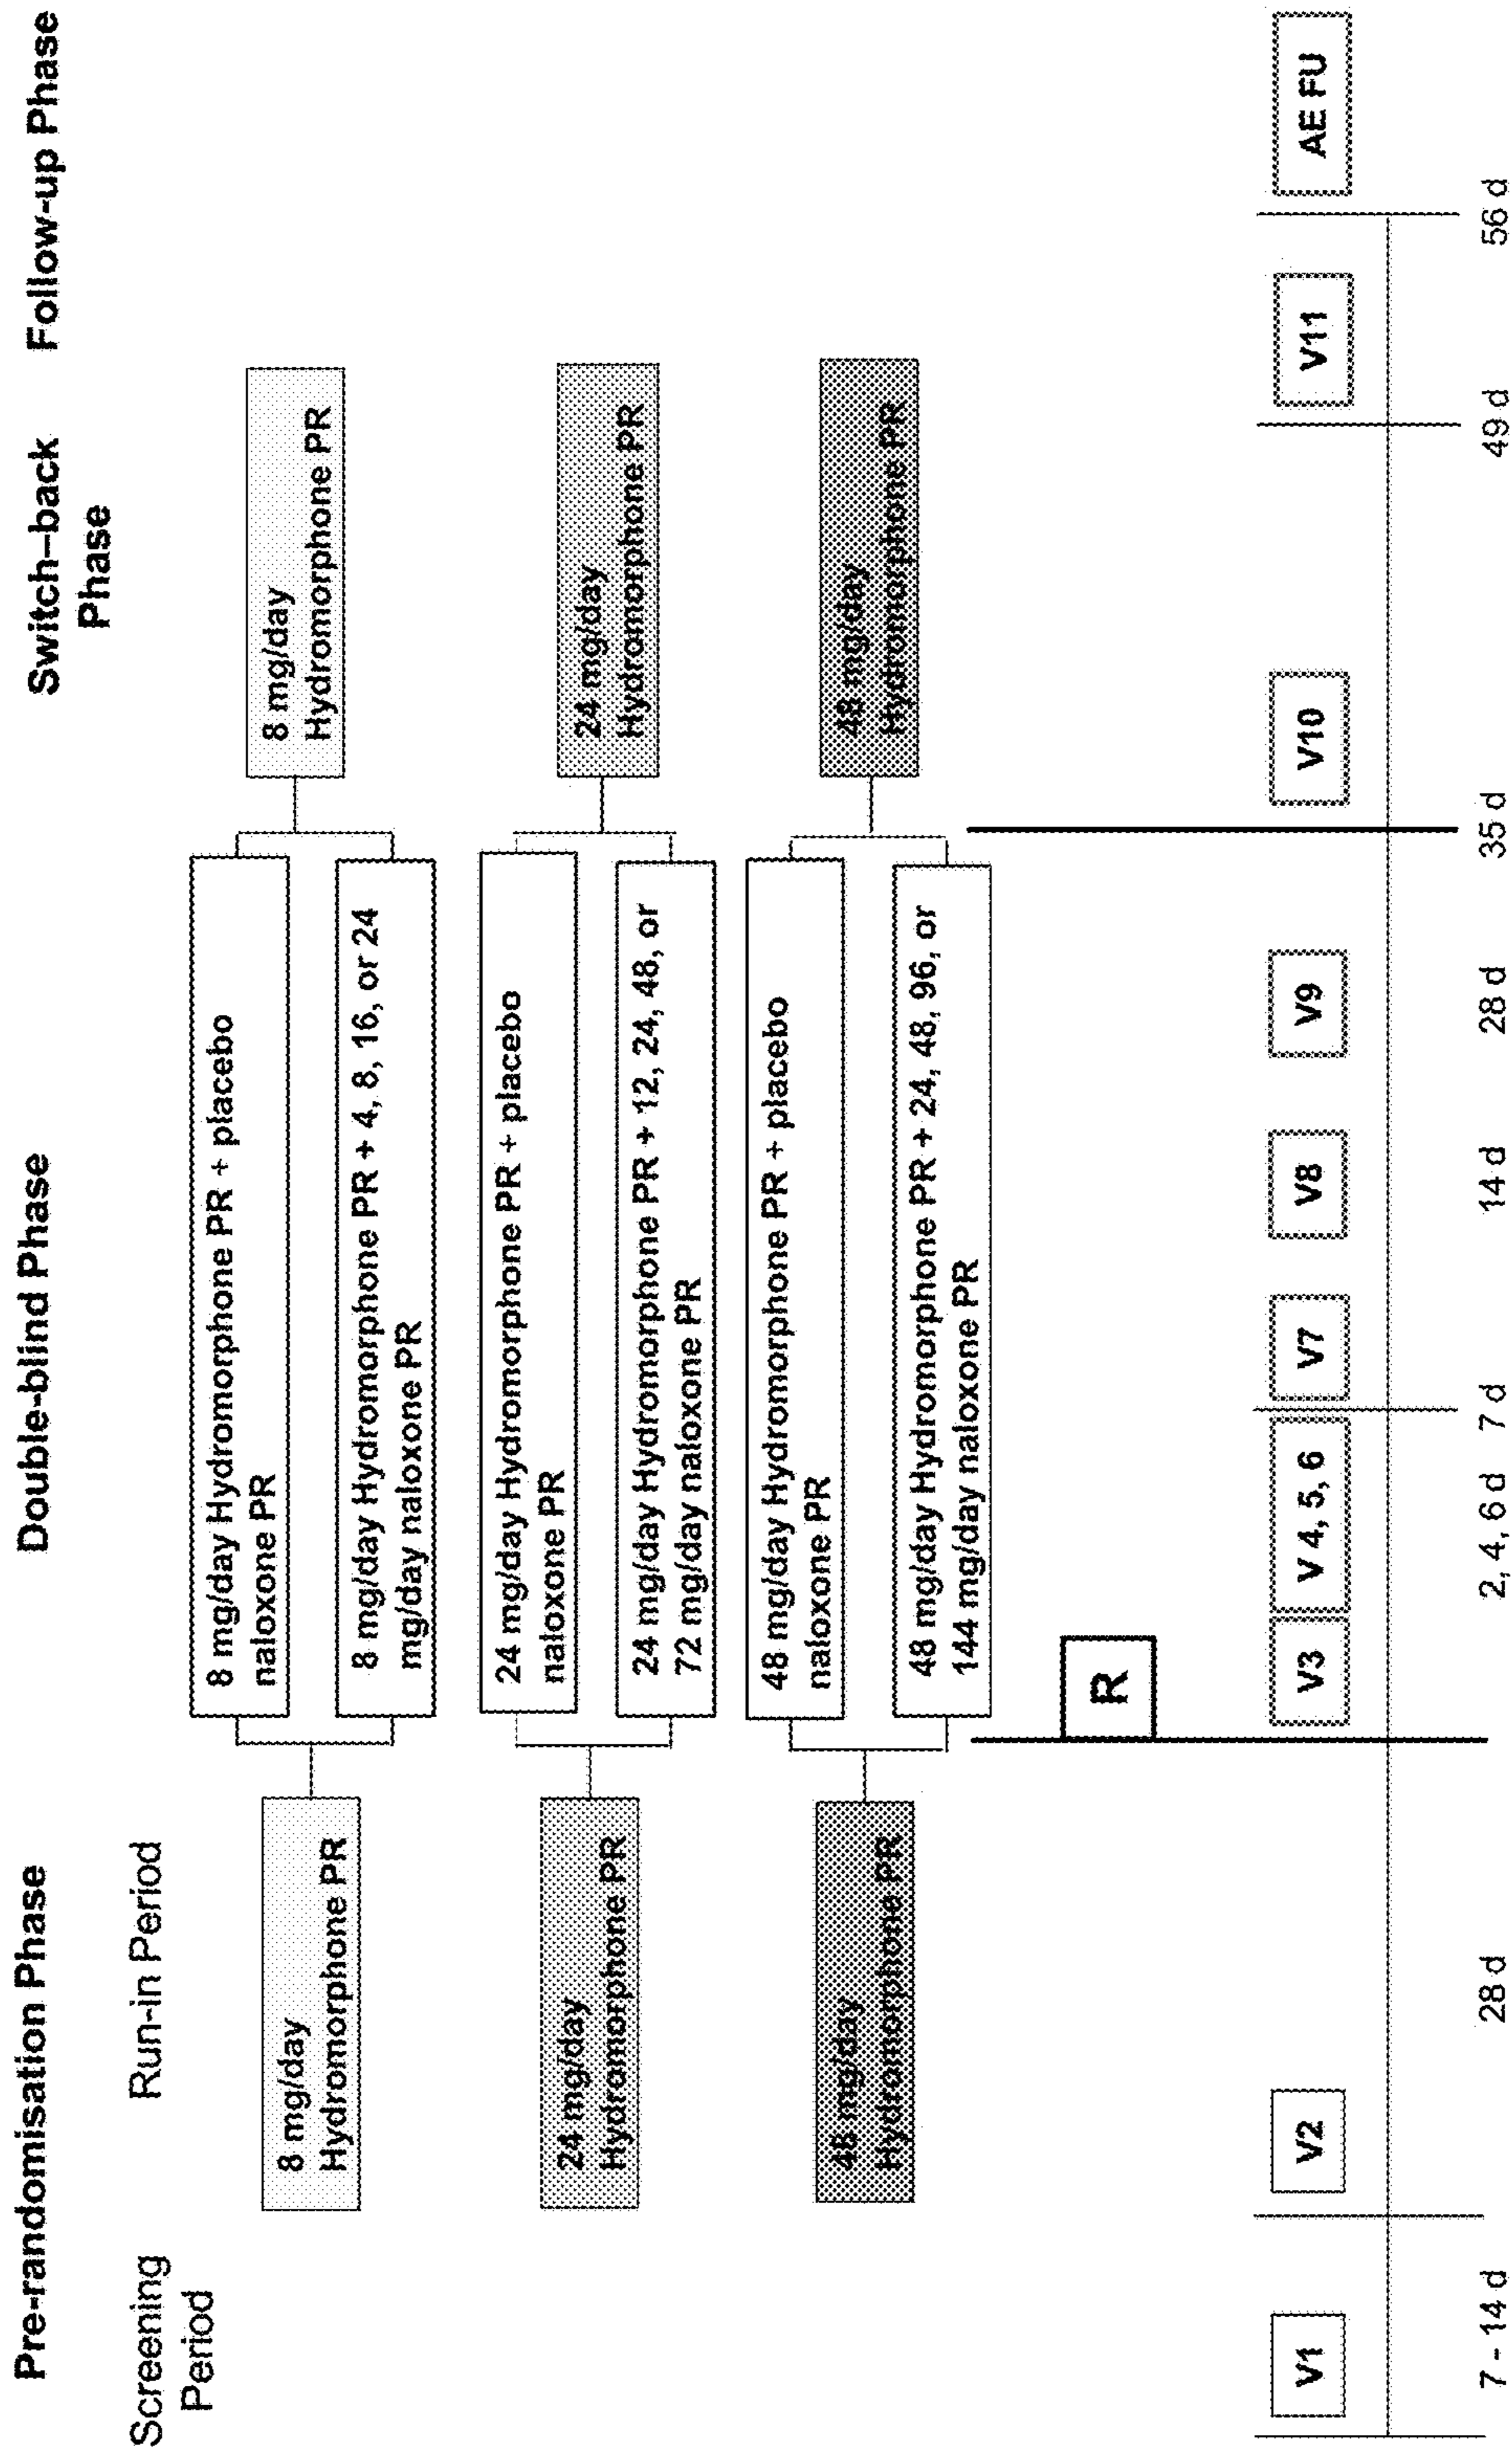 Pre-randomisation Phase
Double-blind Phase
Switch–back
Phase
Follow-up Phase
Screening
Period
Run-in Period
8 mg/day
Hydromorphone PR
24 mg/day
Hydromorphone PR
48 mg/day
Hydromorphone PR
8 mg/day Hydromorphone PR + placebo
naloxone PR
8 mg/day Hydromorphone PR + 4, 8, 16, or 24
mg/day naloxone PR
24 mg/day Hydromorphone PR + placebo
naloxone PR
24 mg/day Hydromorphone PR + 12, 24, 48, or
72 mg/day naloxone PR
48 mg/day Hydromorphone PR + placebo
naloxone PR
48 mg/day Hydromorphone PR + 24, 48, 96, or
144 mg/day naloxone PR
8 mg/day
Hydromorphone PR
24 mg/day
Hydromorphone PR
48 mg/day
Hydromorphone PR
R
V1
V2
V3
V 4, 5, 6
V7
V8
V9
V10
V11
AE FU
7 - 14 d
28 d
2, 4, 6 d
7 d
14 d
28 d
35 d
49 d
56 d